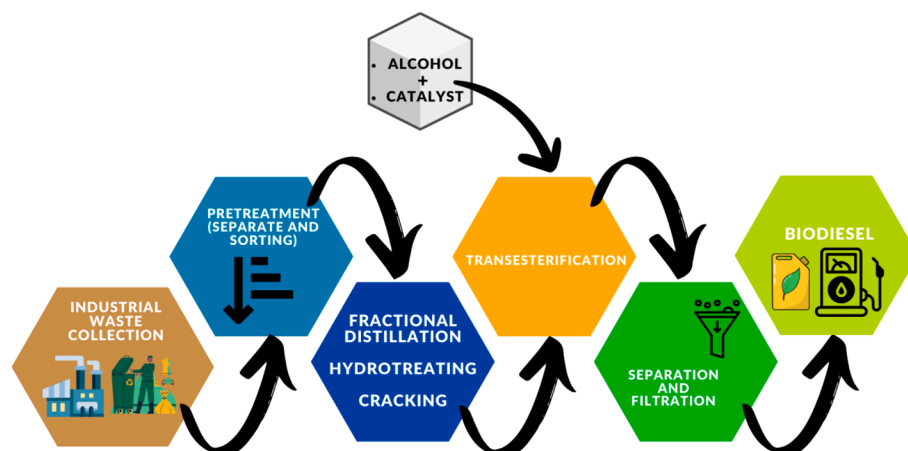 • ALCOHOL
+
• CATALYST
PRETREATMENT
(SEPARATE AND
SORTING)
TRANSESTERIFICATION
BIODIESEL
INDUSTRIAL
WASTE
COLLECTION
FRACTIONAL
DISTILLATION
HYDROTREATING
CRACKING
SEPARATION
AND
FILTRATION